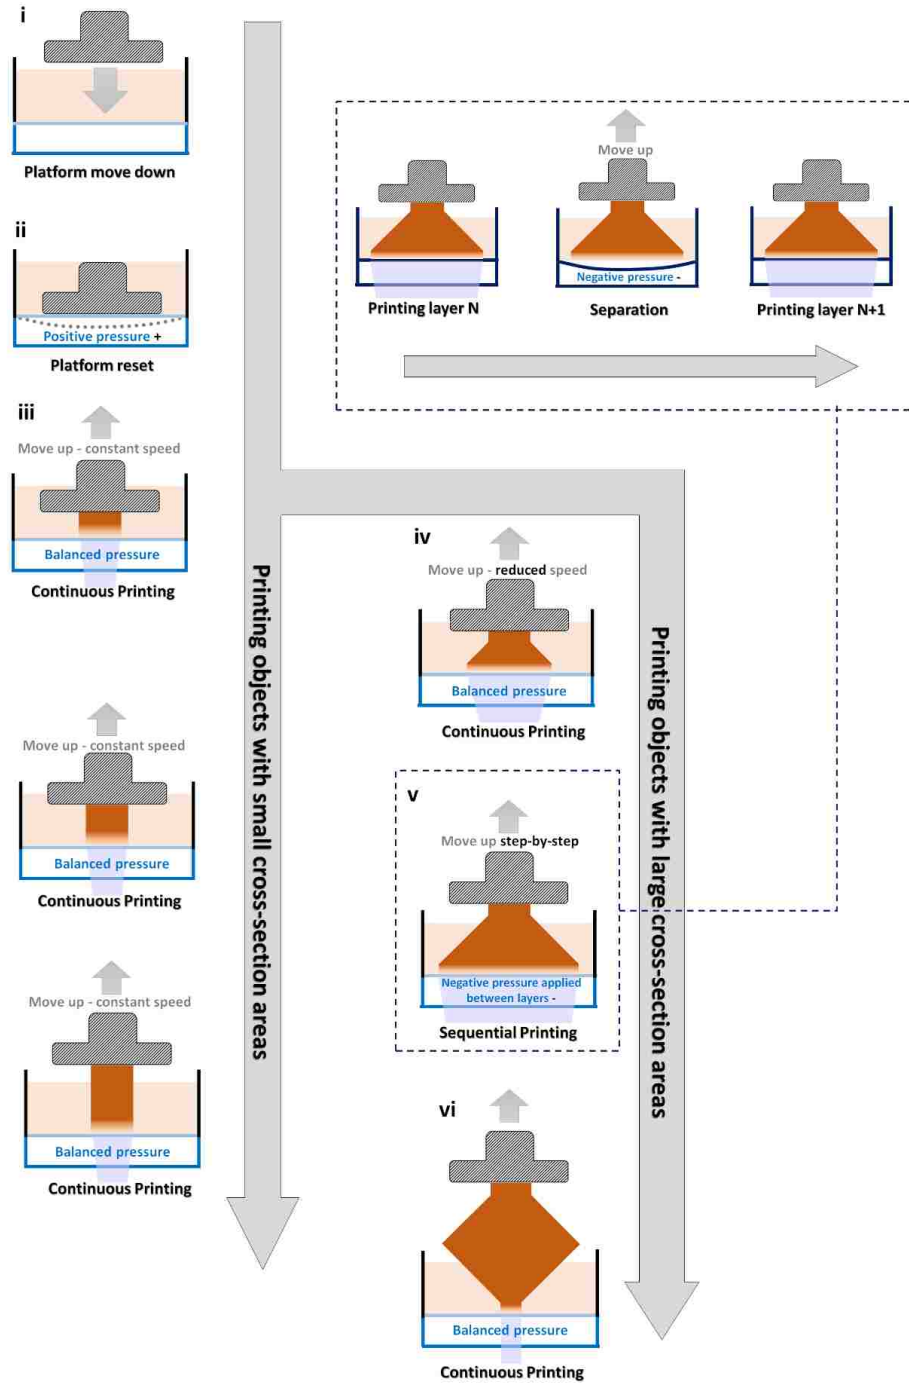 i
Platform move down
ii
Positive pressure +
Platform reset
iii
Move up - constant speed
Balanced pressure
Continuous Printing
Move up - constant speed
Balanced pressure
Continuous Printing
Move up - constant speed
Balanced pressure
Continuous Printing
Printing objects with small cross-section areas
Move up
Printing layer N
Negative pressure -
Separation
Printing layer N+1
iv
Move up - reduced speed
Balanced pressure
Continuous Printing
v
Move up step-by-step
Negative pressure applied
between layers -
Sequential Printing
vi
Balanced pressure
Continuous Printing
Printing objects with large cross-section areas